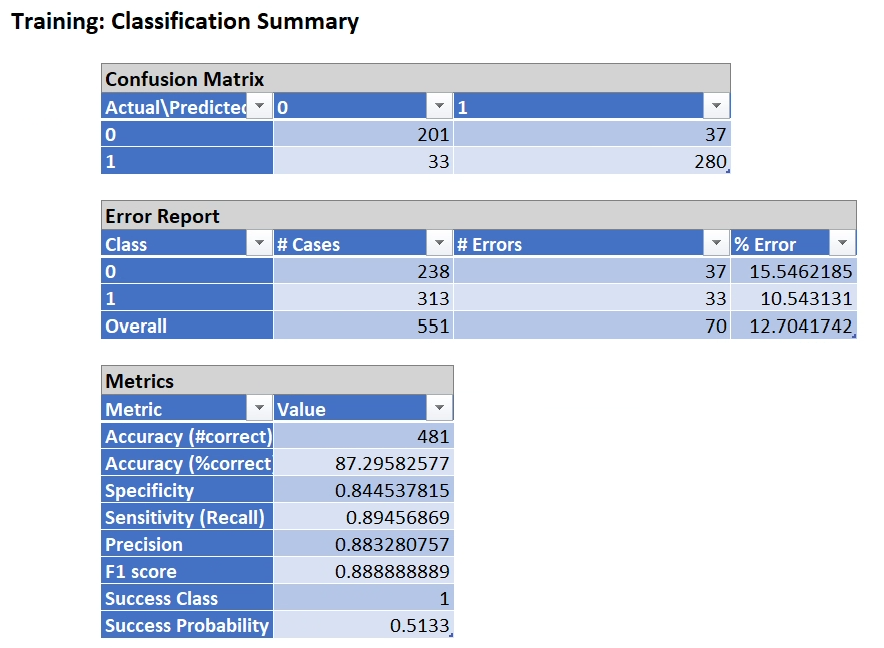 Training: Classification Summary
Confusion Matrix
Actual\Predicted 0 1
0 201 37
1 33 280
Error Report
Class # Cases # Errors % Error
0 238 37 15.5462185
1 313 33 10.543131
Overall 551 70 12.7041742
Metrics
Metric Value
Accuracy (#correct) 481
Accuracy (%correct 87.29582577
Specificity 0.844537815
Sensitivity (Recall) 0.89456869
Precision 0.883280757
F1 score 0.888888889
Success Class 1
Success Probability 0.5133